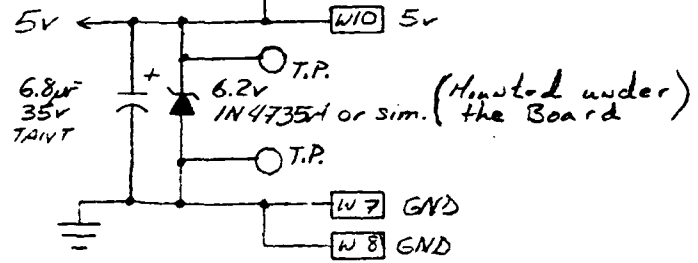 5v W10 5v
T.P.
6.8µF + 6.2v (Mounted under
35v 1N4735A or sim. the Board)
TANT
T.P.
W7 GND
W8 GND